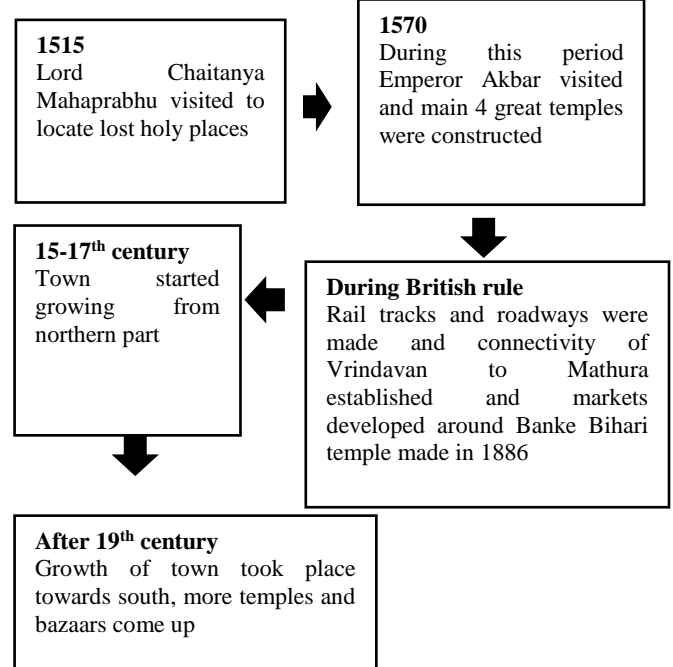 1515
Lord Chaitanya
Mahaprabhu visited to
locate lost holy places
1570
During this period
Emperor Akbar visited
and main 4 great temples
were constructed
During British rule
Rail tracks and roadways were
made and connectivity of
Vrindavan to Mathura
established and markets
developed around Banke Bihari
temple made in 1886
15-17th century
Town started
growing from
northern part
After 19th century
Growth of town took place
towards south, more temples and
bazaars come up